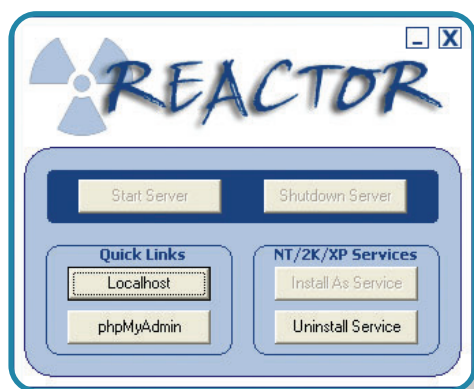 REACTOR
Start Server Shutdown Server
Quick Links NT/2K/XP Services
Localhost Install As Service
phpMyAdmin Uninstall Service